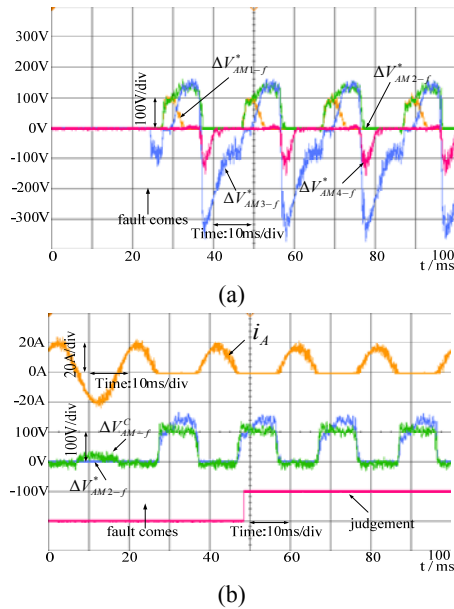 300V
200V
100V
0V
-100V
-200V
-300V
100V/div
ΔV*AM1-f
ΔV*AM2-f
ΔV*AM3-f
ΔV*AM4-f
fault comes
Time:10ms/div
0 20 40 60 80 100
t / ms
(a)
20A
0A
-20A
20A/div
iA
Time:10ms/div
100V
0V
-100V
100V/div
ΔV^C AM-f
ΔV*AM2-f
fault comes
Time:10ms/div
judgement
0 20 40 60 80 100
t / ms
(b)